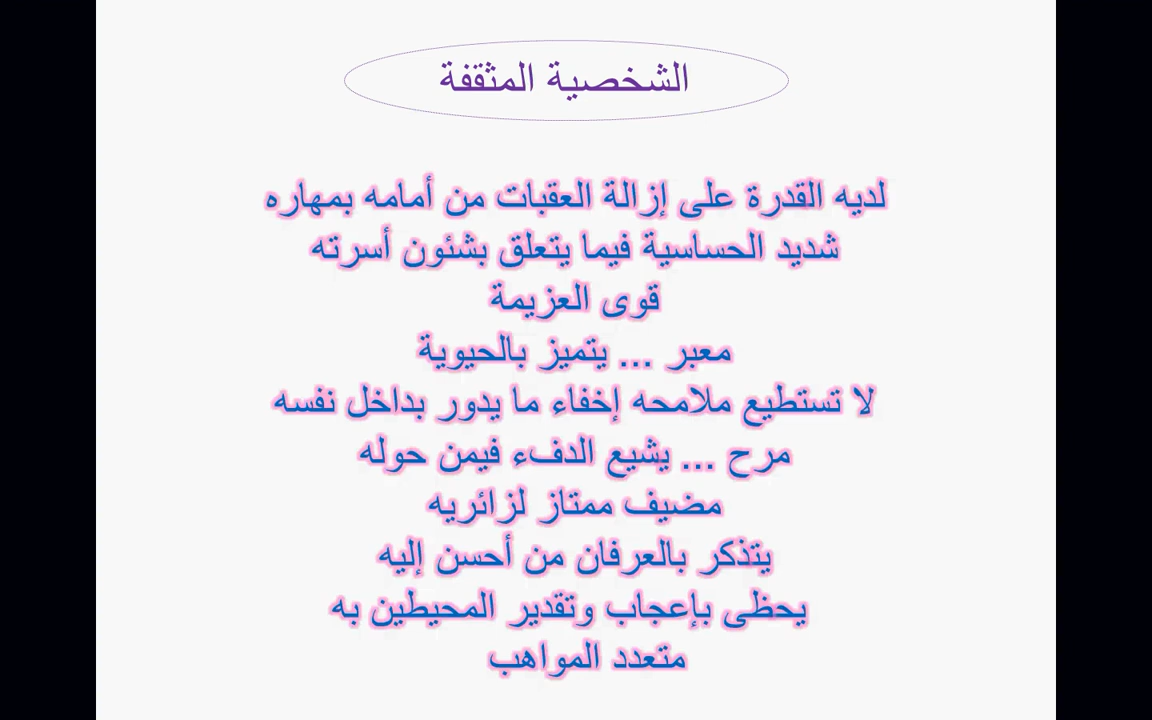 الشخصية المثقفة
لديه القدرة على إزالة العقبات من أمامه بمهاره
شديد الحساسية فيما يتعلق بشئون أسرته
قوى العزيمة
معبر ... يتميز بالحيوية
لا تستطيع ملامحه إخفاء ما يدور بداخل نفسه
مرح ... يشيع الدفء فيمن حوله
مضيف ممتاز لزائريه
يتذكر بالعرفان من أحسن إليه
يحظى بإعجاب وتقدير المحيطين به
متعدد المواهب